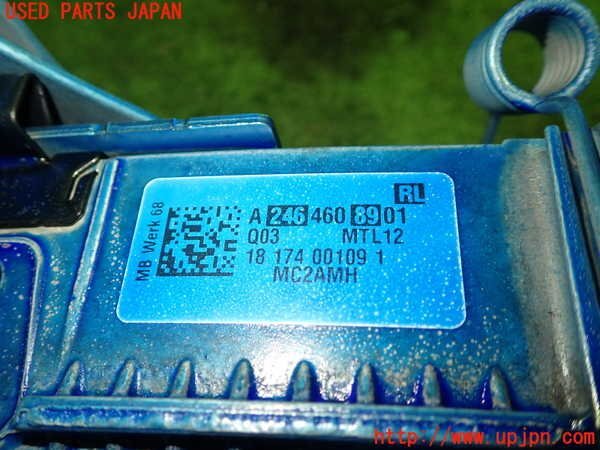 USED PARTS JAPAN
RL
MB Werk 68
A 246 460 89 01
Q03 MTL12
18 174 00109 1
MC2AMH
http://www.upjpn.com